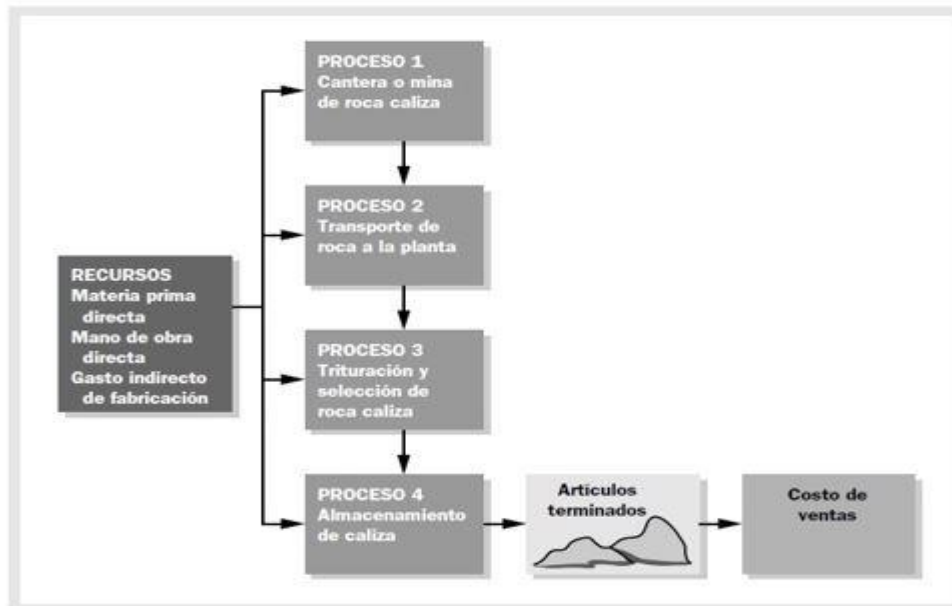 PROCESO 1
Cantera o mina
de roca caliza
PROCESO 2
Transporte de
roca a la planta
RECURSOS
Materia prima
directa
Mano de obra
directa
Gasto indirecto
de fabricación
PROCESO 3
Trituración y
selección de
roca caliza
PROCESO 4
Almacenamiento
de caliza
Artículos
terminados
Costo de
ventas